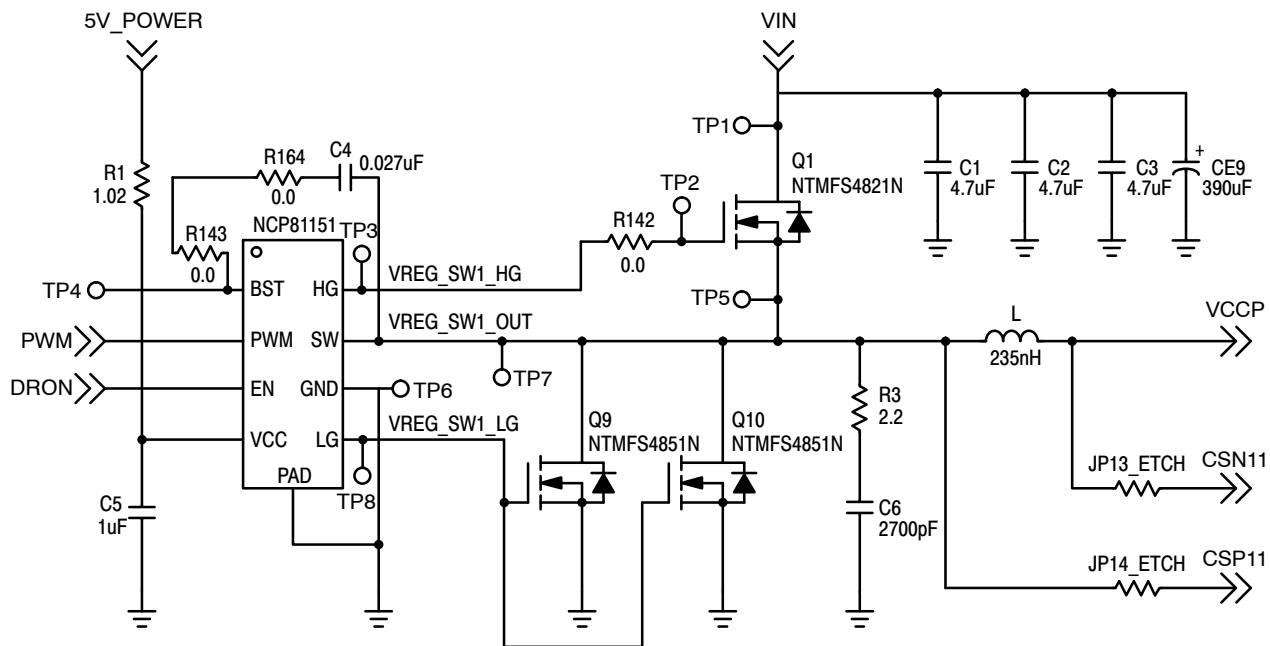 5V_POWER
VIN
TP1
R1
1.02
R164
0.0
C4
0.027uF
Q1
NTMFS4821N
C1
4.7uF
C2
4.7uF
C3
4.7uF
+
CE9
390uF
R143
0.0
NCP81151
TP3
TP2
R142
0.0
TP4
BST
HG
VREG_SW1_HG
TP5
PWM
PWM
SW
VREG_SW1_OUT
L
235nH
VCCP
DRON
EN
GND
TP6
TP7
VCC
LG
VREG_SW1_LG
Q9
NTMFS4851N
Q10
NTMFS4851N
R3
2.2
PAD
TP8
C5
1uF
C6
2700pF
JP13_ETCH
CSN11
JP14_ETCH
CSP11